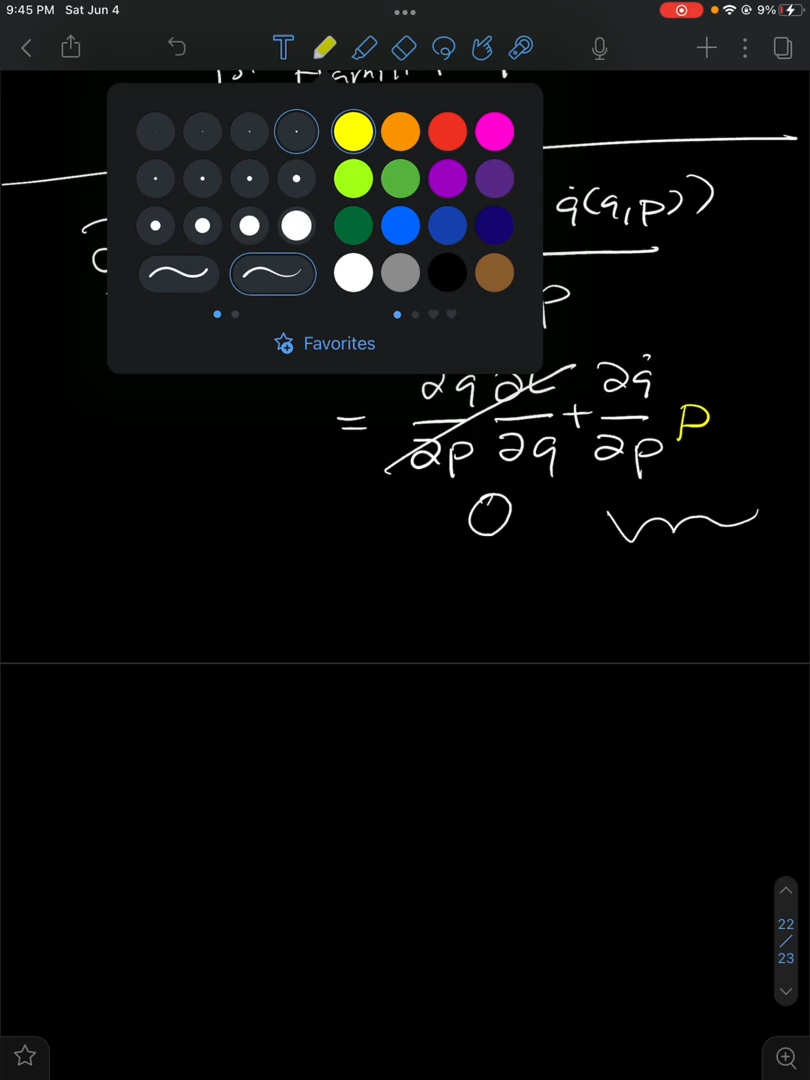 9:45 PM Sat Jun 4 9%
T
q̇(q,p))
p
Favorites
= ∂q/∂p ∂L/∂q + ∂q̇/∂p P
0
22
/
23